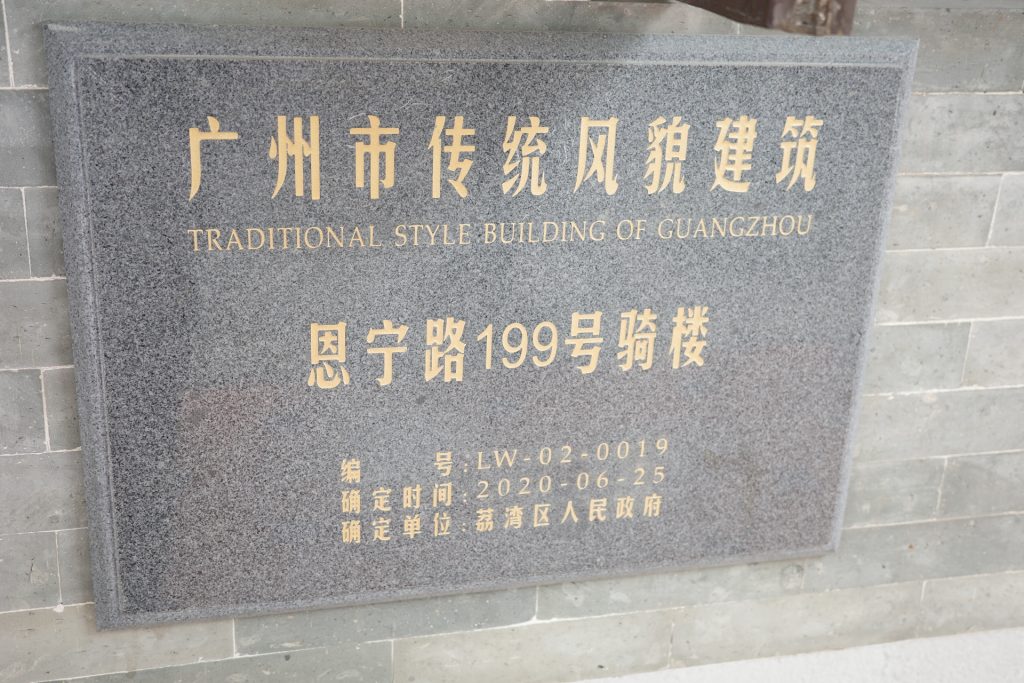 广州市传统风貌建筑
TRADITIONAL STYLE BUILDING OF GUANGZHOU
恩宁路199号骑楼
编 号:LW-02-0019
确定时间:2020-06-25
确定单位:荔湾区人民政府